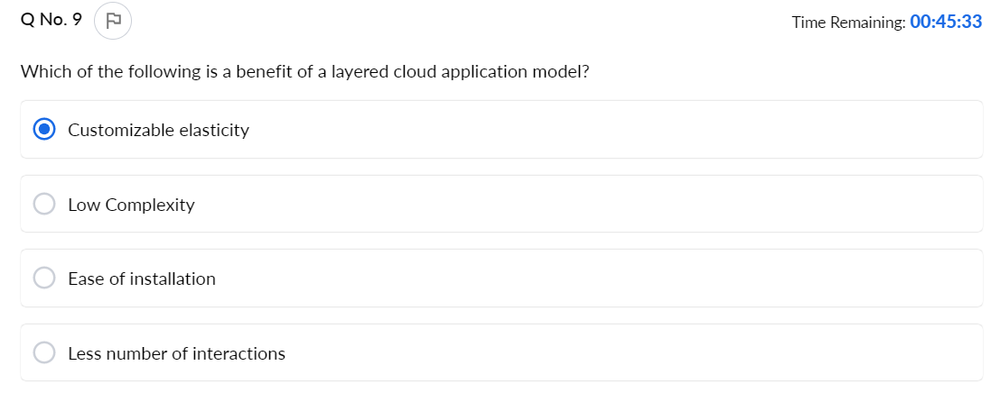 Q No. 9
Time Remaining: 00:45:33
Which of the following is a benefit of a layered cloud application model?
Customizable elasticity
Low Complexity
Ease of installation
Less number of interactions